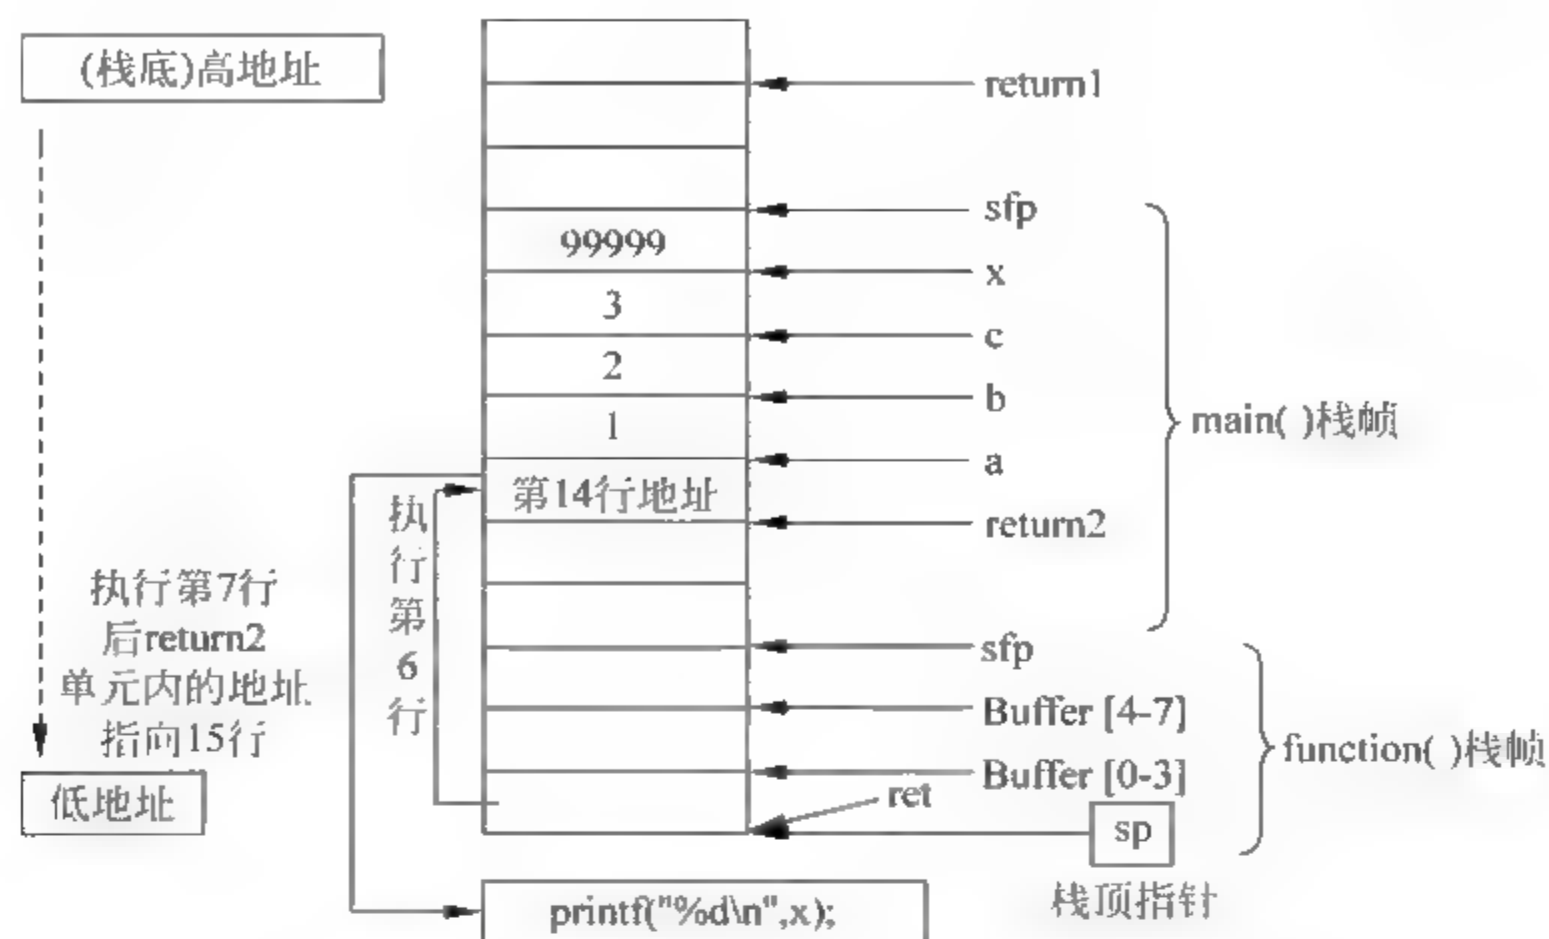 (栈底)高地址
return1
sfp
99999
x
3
c
2
b
1
main( )栈帧
a
第14行地址
return2
执行第6行
执行第7行
后return2
单元内的地址
指向15行
sfp
Buffer [4-7]
function( )栈帧
Buffer [0-3]
低地址
ret
sp
栈顶指针
printf("%d\n",x);